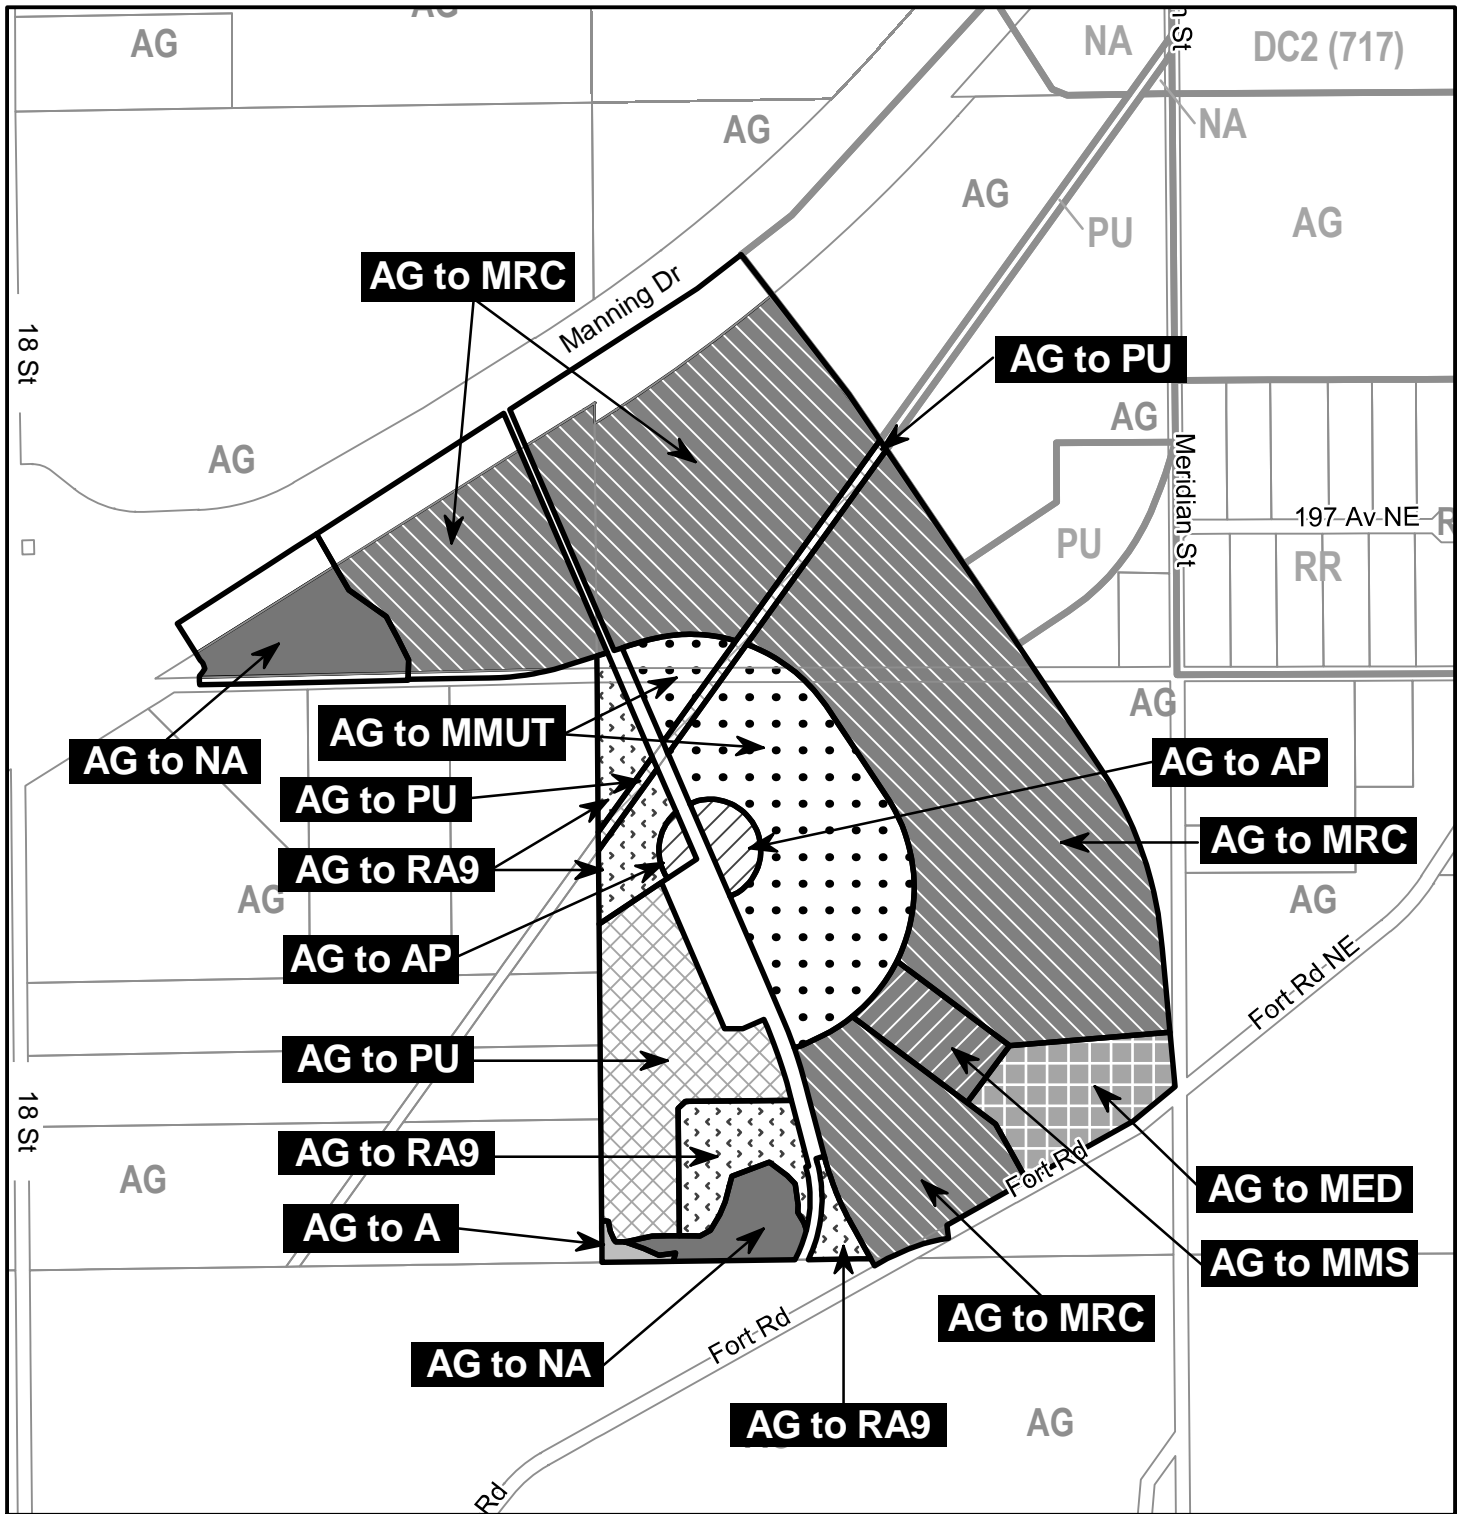 AG
AG
NA
DC2 (717)
NA
AG
AG
PU
AG
AG to MRC
Manning Dr
18 St
AG to PU
AG
Meridian St
AG
197 Av NE
PU
RR
AG
AG to MMUT
AG to NA
AG to AP
AG to PU
AG to MRC
AG to RA9
AG
AG
AG to AP
Fort Rd NE
AG to PU
18 St
AG to RA9
AG
Fort Rd
AG to MED
AG to A
AG to MMS
AG to MRC
Fort Rd
AG to NA
AG to RA9
AG
Rd